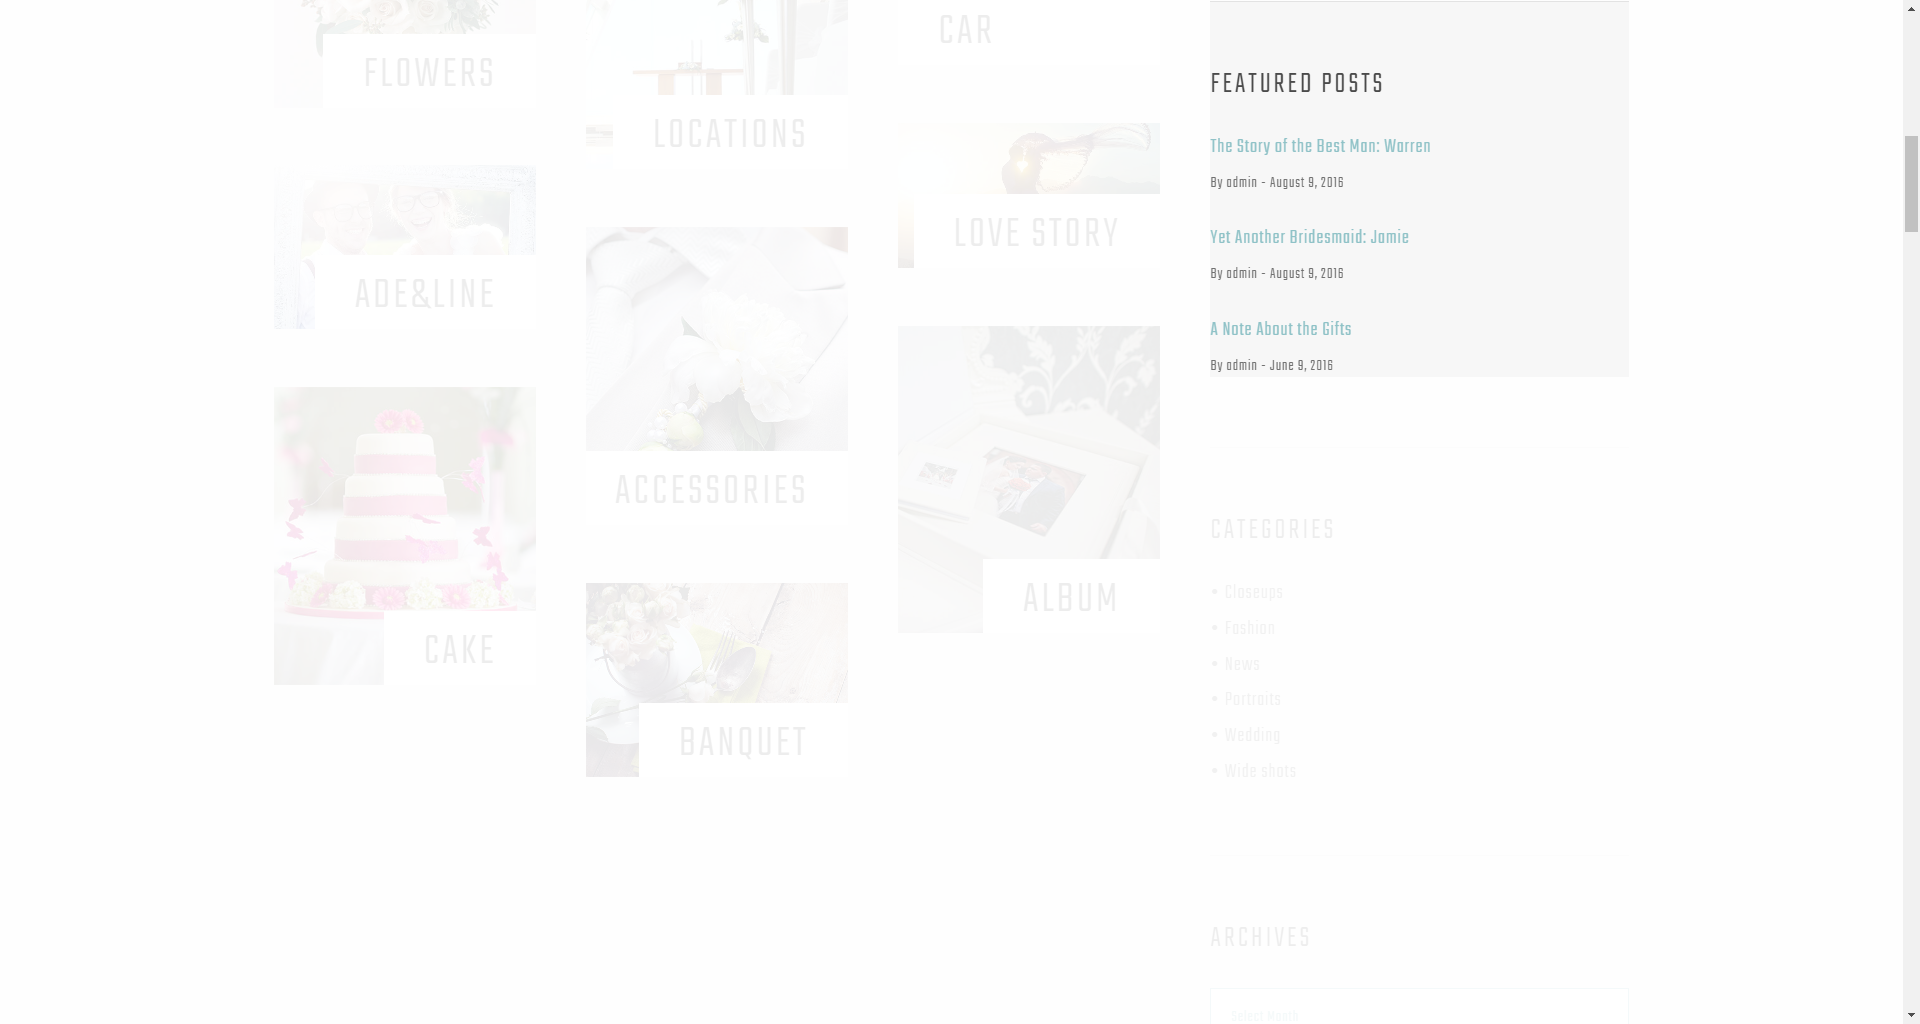 FLOWERS
ADE&LINE
CAKE
LOCATIONS
ACCESSORIES
BANQUET
CAR
LOVE STORY
ALBUM
FEATURED POSTS
The Story of the Best Man: Warren
By admin - August 9, 2016
Yet Another Bridesmaid: Jamie
By admin - August 9, 2016
A Note About the Gifts
By admin - June 9, 2016
CATEGORIES
• Closeups
• Fashion
• News
• Portraits
• Wedding
• Wide shots
ARCHIVES
Select Month